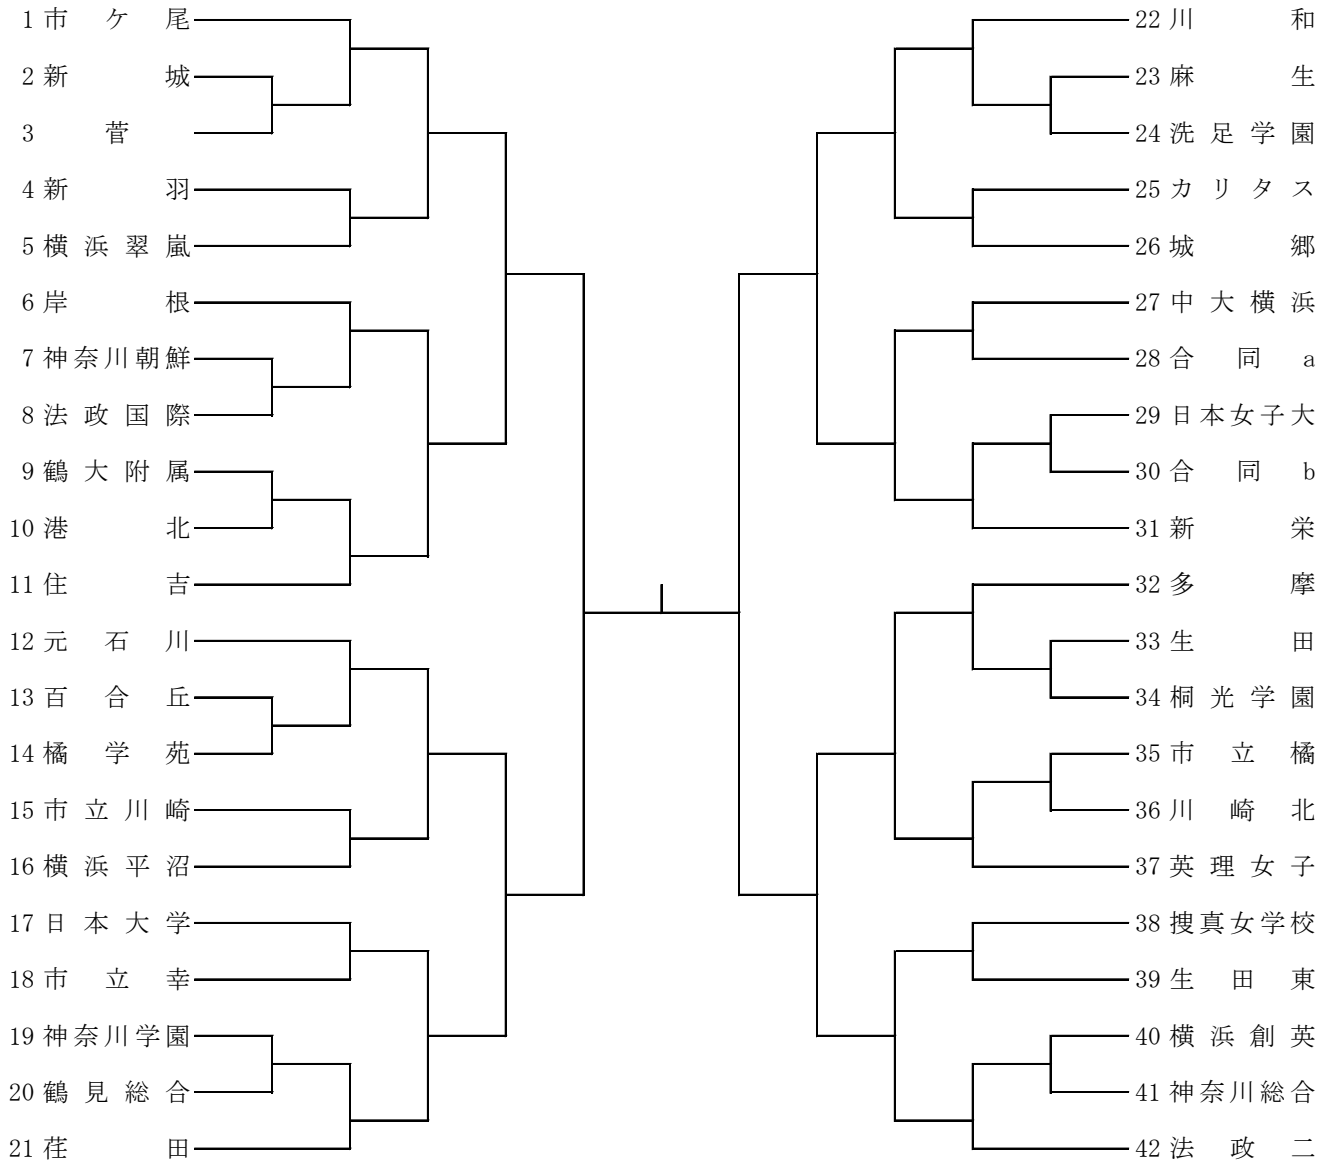 1 市ケ尾
2 新城
3 菅
4 新羽
5 横浜翠嵐
6 岸根
7 神奈川朝鮮
8 法政国際
9 鶴大附属
10 港北
11 住吉
12 元石川
13 百合丘
14 橘学苑
15 市立川崎
16 横浜平沼
17 日本大学
18 市立幸
19 神奈川学園
20 鶴見総合
21 荏田
22 川和
23 麻生
24 洗足学園
25 カリタス
26 城郷
27 中大横浜
28 合同a
29 日本女子大
30 合同b
31 新栄
32 多摩
33 生田
34 桐光学園
35 市立橘
36 川崎北
37 英理女子
38 捜真女学校
39 生田東
40 横浜創英
41 神奈川総合
42 法政二